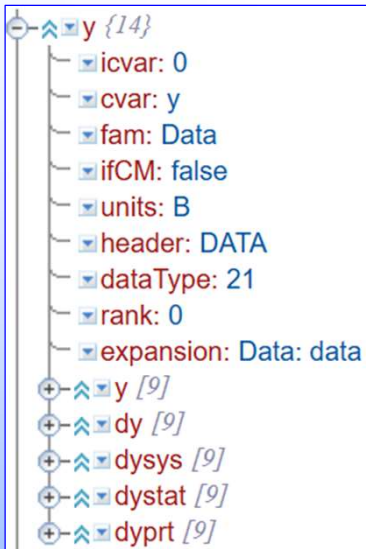 y {14}
icvar: 0
cvar: y
fam: Data
ifCM: false
units: B
header: DATA
dataType: 21
rank: 0
expansion: Data: data
y [9]
dy [9]
dysys [9]
dystat [9]
dyprt [9]